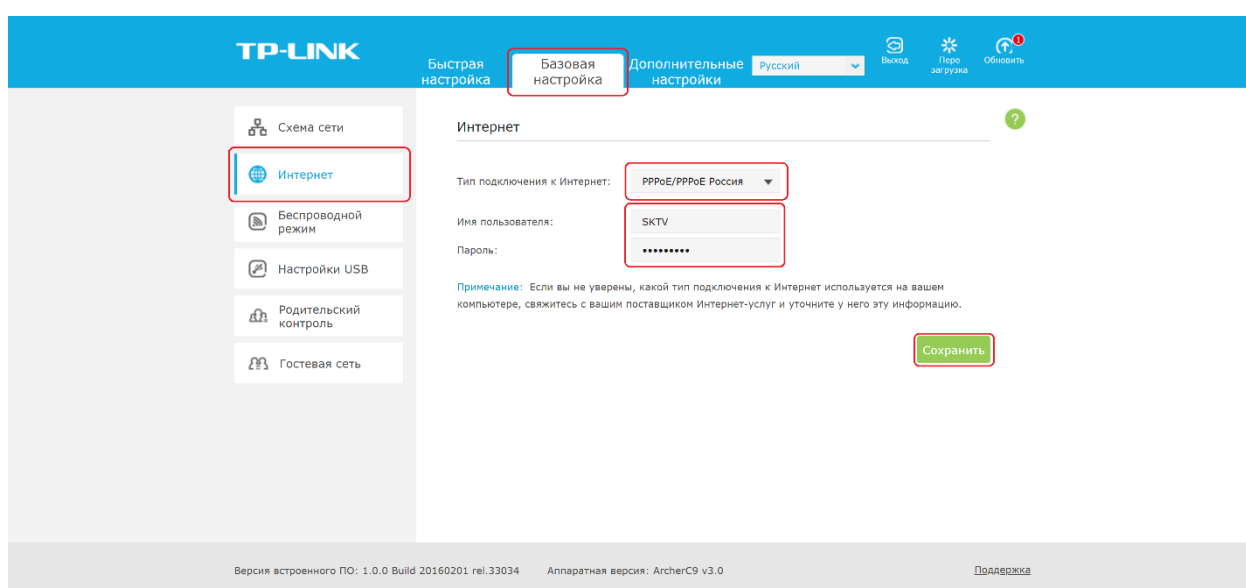 TP-LINK
Быстрая
настройка
Базовая
настройка
Дополнительные
настройки
Русский
Выход
Пере
загрузка
1
Обновить
Схема сети
Интернет
Беспроводной
режим
Настройки USB
Родительский
контроль
Гостевая сеть
Интернет
?
Тип подключения к Интернет: PPPoE/PPPoE Россия
Имя пользователя: SKTV
Пароль: •••••••••
Примечание: Если вы не уверены, какой тип подключения к Интернет используется на вашем
компьютере, свяжитесь с вашим поставщиком Интернет-услуг и уточните у него эту информацию.
Сохранить
Версия встроенного ПО: 1.0.0 Build 20160201 rel.33034 Аппаратная версия: ArcherC9 v3.0 Поддержка